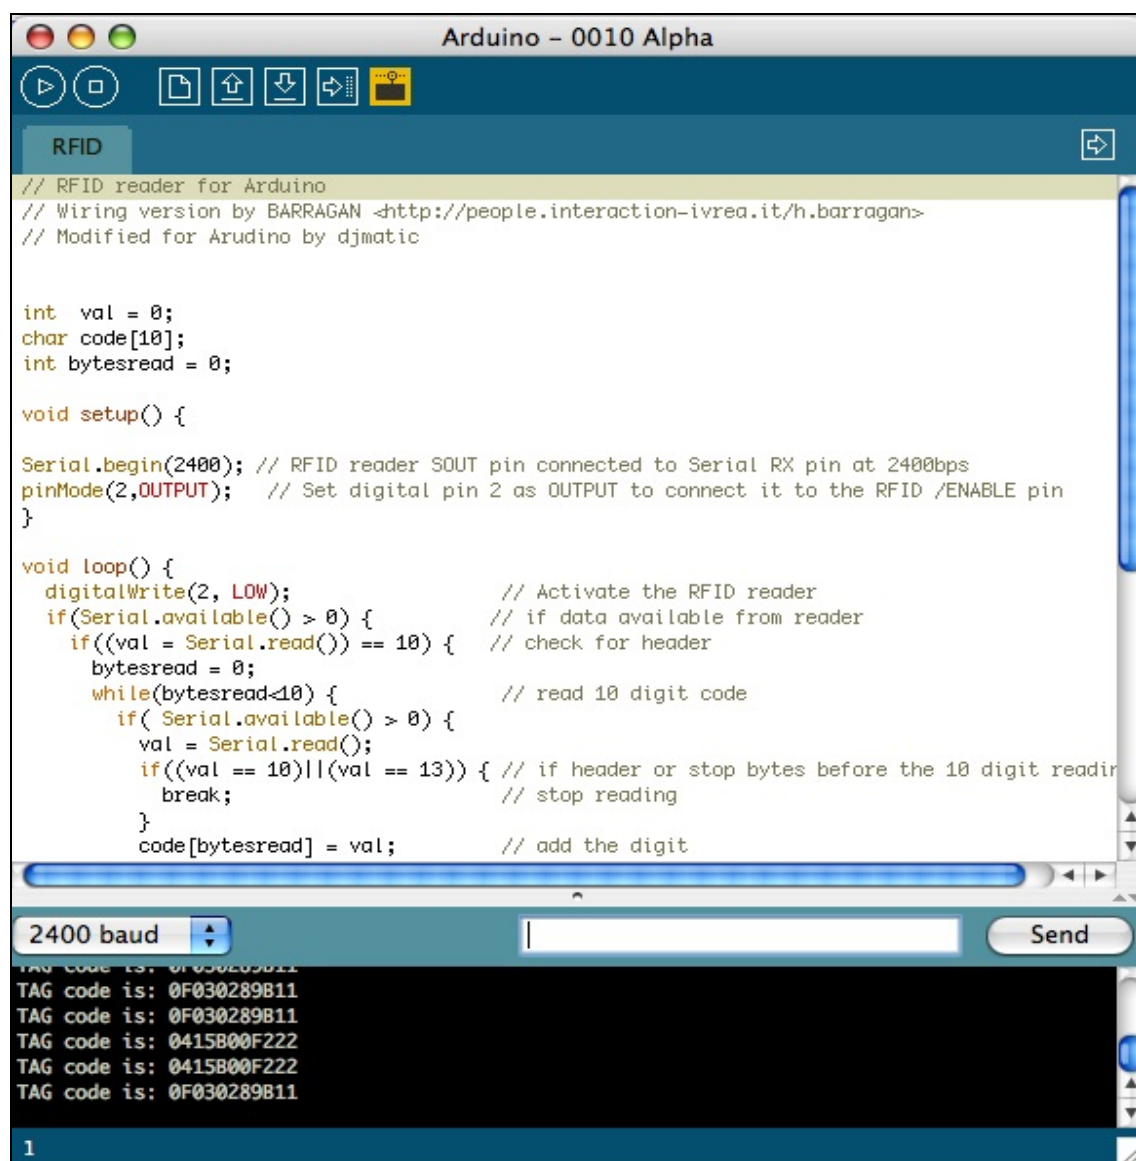 Arduino – 0010 Alpha
RFID
// RFID reader for Arduino
// Wiring version by BARRAGAN <http://people.interaction-ivrea.it/h.barragan>
// Modified for Arudino by djmatic
int  val = 0;
char code[10];
int bytesread = 0;
void setup() {
Serial.begin(2400); // RFID reader SOUT pin connected to Serial RX pin at 2400bps
pinMode(2,OUTPUT);   // Set digital pin 2 as OUTPUT to connect it to the RFID /ENABLE pin
}
void loop() {
digitalWrite(2, LOW);                  // Activate the RFID reader
if(Serial.available() > 0) {          // if data available from reader
if((val = Serial.read()) == 10) {   // check for header
bytesread = 0;
while(bytesread<10) {              // read 10 digit code
if( Serial.available() > 0) {
val = Serial.read();
if((val == 10)||(val == 13)) { // if header or stop bytes before the 10 digit readin
break;                       // stop reading
}
code[bytesread] = val;         // add the digit
2400 baud
Send
TAG code is: 0F030289B11
TAG code is: 0F030289B11
TAG code is: 0F030289B11
TAG code is: 0415B00F222
TAG code is: 0415B00F222
TAG code is: 0F030289B11
1